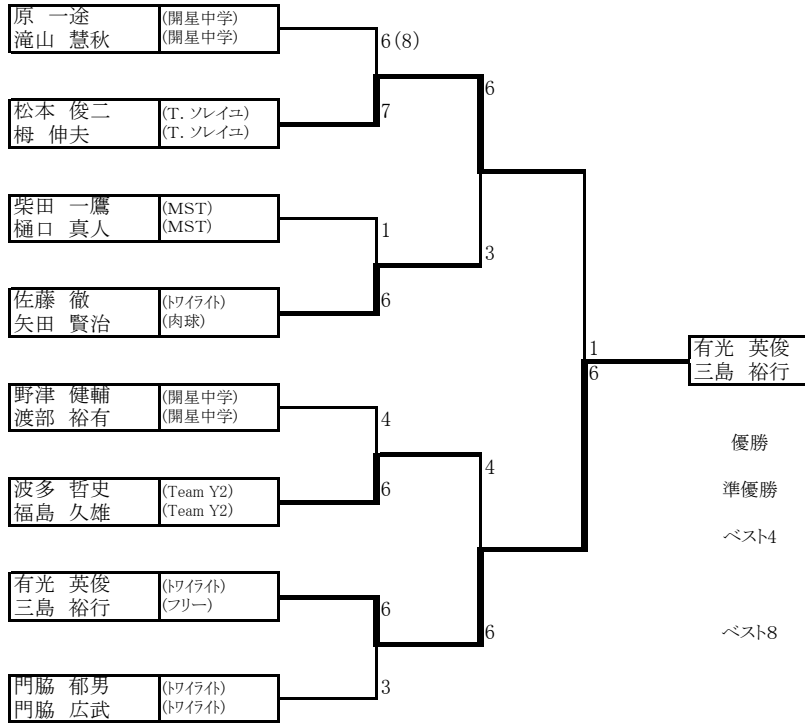 原 一途 (開星中学)
滝山 慧秋 (開星中学)
6(8)
6
松本 俊二 (T. ソレイユ)
栂 伸夫 (T. ソレイユ)
7
柴田 一鷹 (MST)
樋口 真人 (MST)
1
3
佐藤 徹 (トワイライト)
矢田 賢治 (肉球)
6
1
6
有光 英俊
三島 裕行
野津 健輔 (開星中学)
渡部 裕有 (開星中学)
4
優勝
4
波多 哲史 (Team Y2)
福島 久雄 (Team Y2)
6
準優勝
ベスト4
有光 英俊 (トワイライト)
三島 裕行 (フリー)
6
6
ベスト8
門脇 郁男 (トワイライト)
門脇 広武 (トワイライト)
3